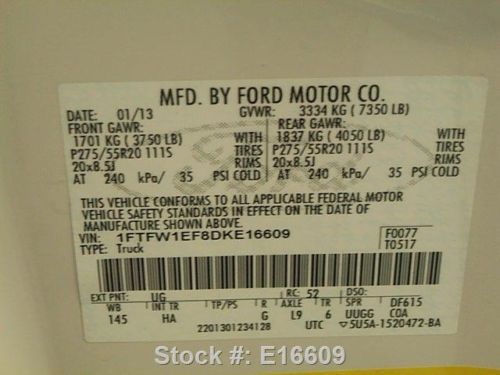 MFD. BY FORD MOTOR CO.
DATE: 01/13 GVWR: 3334 KG ( 7350 LB)
FRONT GAWR: REAR GAWR:
1701 KG ( 3750 LB) WITH 1837 KG ( 4050 LB) WITH
P275/55R20 111S TIRES P275/55R20 111S TIRES
20x8.5J RIMS 20x8.5J RIMS
AT 240 kPa/ 35 PSI COLD AT 240 kPa/ 35 PSI COLD
THIS VEHICLE CONFORMS TO ALL APPLICABLE FEDERAL MOTOR
VEHICLE SAFETY STANDARDS IN EFFECT ON THE DATE OF
MANUFACTURE SHOWN ABOVE.
VIN: 1FTFW1EF8DKE16609 F0077
TYPE: Truck T0517
EXT PNT: UG RC: 52 DSO:
WB INT TR TP/PS R AXLE TR SPR DF615
145 HA G L9 6 UUGG COA
2201301234128 UTC ▽5U5A-1520472-BA
Ford
Stock #: E16609